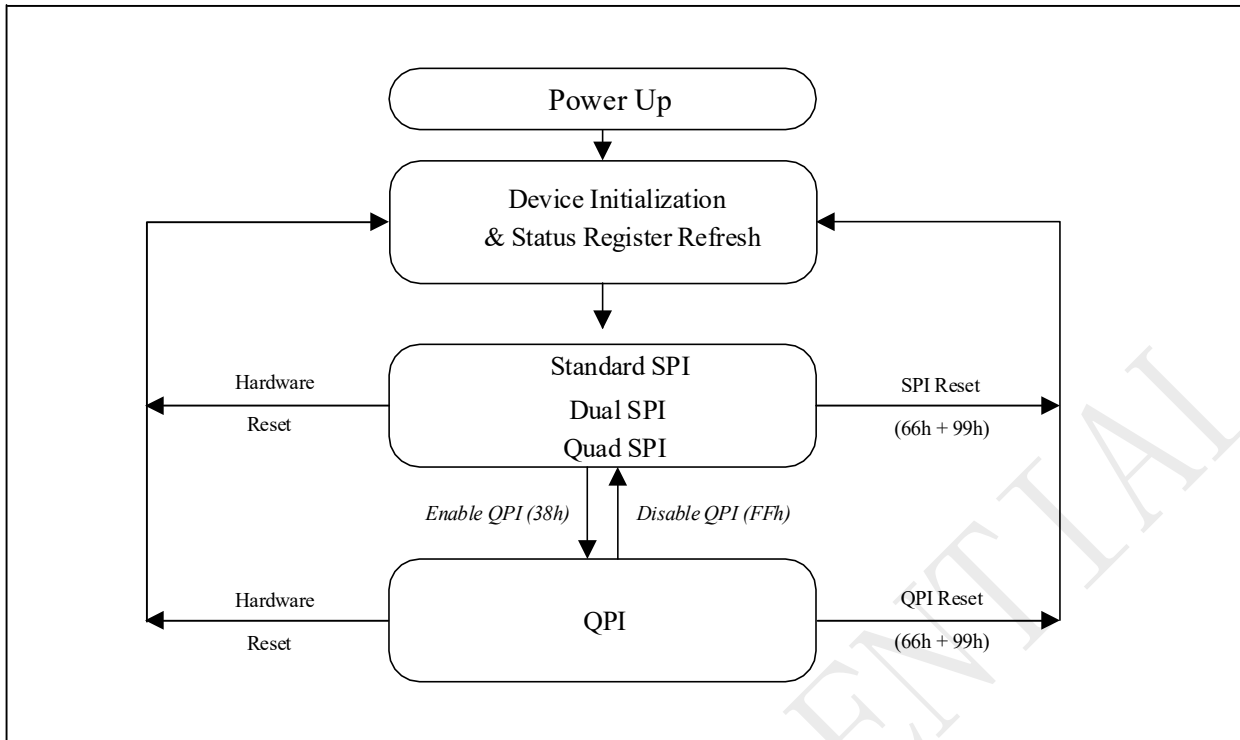 Power Up
Device Initialization
& Status Register Refresh
Standard SPI
Dual SPI
Quad SPI
Hardware
Reset
SPI Reset
(66h + 99h)
Enable QPI (38h)
Disable QPI (FFh)
QPI
Hardware
Reset
QPI Reset
(66h + 99h)
ENTIAL